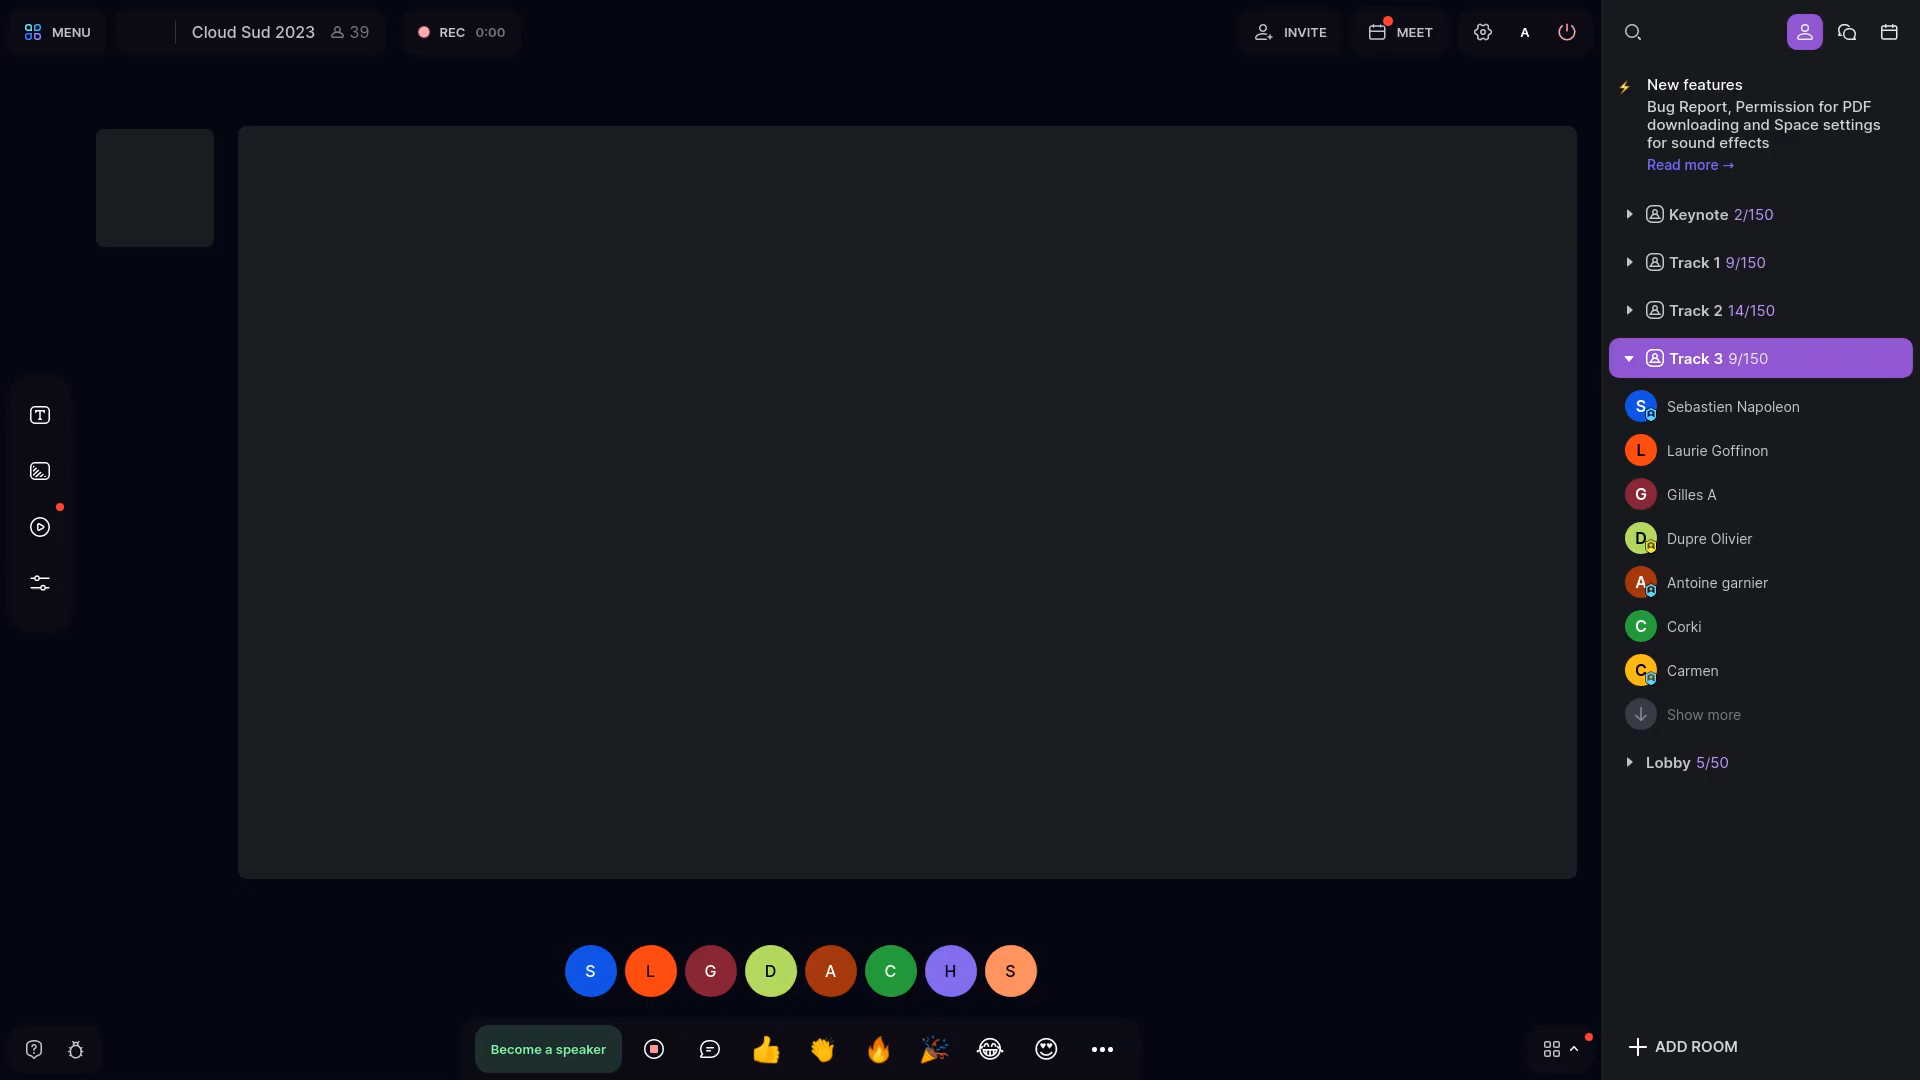 MENU
Cloud Sud 2023 39
REC 0:00
INVITE
MEET
A
New features
Bug Report, Permission for PDF
downloading and Space settings
for sound effects
Read more →
Keynote 2/150
Track 1 9/150
Track 2 14/150
Track 3 9/150
S Sebastien Napoleon
L Laurie Goffinon
G Gilles A
D Dupre Olivier
A Antoine garnier
C Corki
C Carmen
Show more
Lobby 5/50
S L G D A C H S
Become a speaker
ADD ROOM